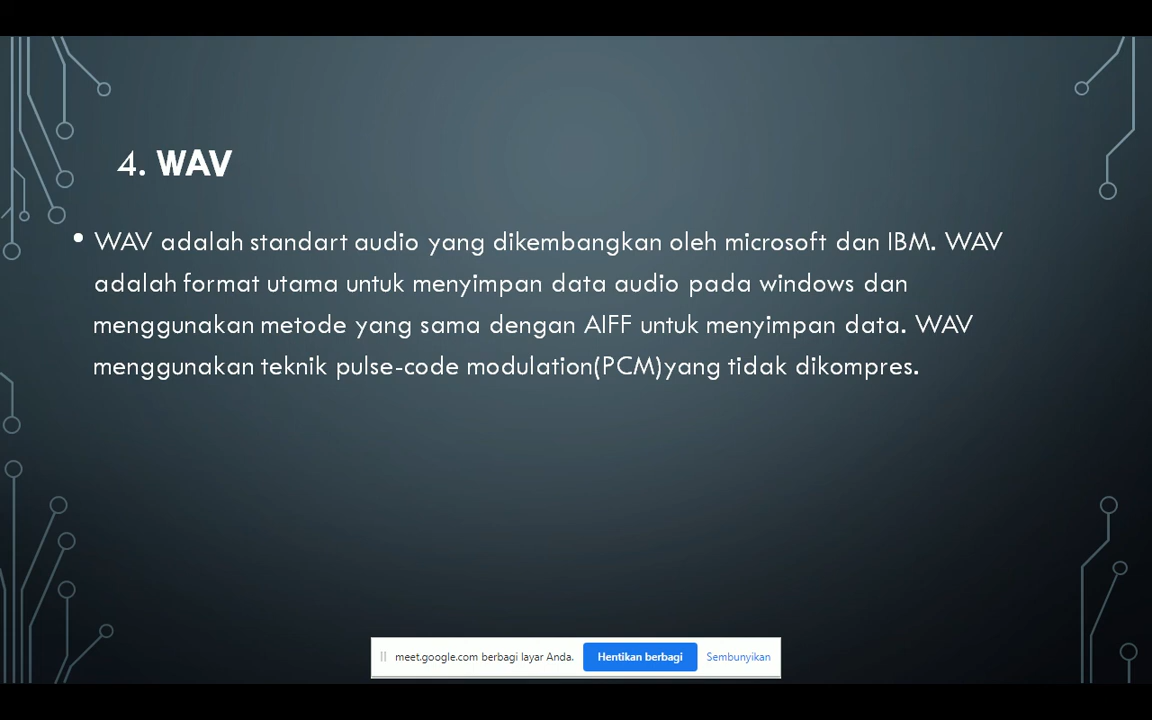 4. WAV
• WAV adalah standart audio yang dikembangkan oleh microsoft dan IBM. WAV
adalah format utama untuk menyimpan data audio pada windows dan
menggunakan metode yang sama dengan AIFF untuk menyimpan data. WAV
menggunakan teknik pulse-code modulation(PCM)yang tidak dikompres.
meet.google.com berbagi layar Anda. Hentikan berbagi Sembunyikan